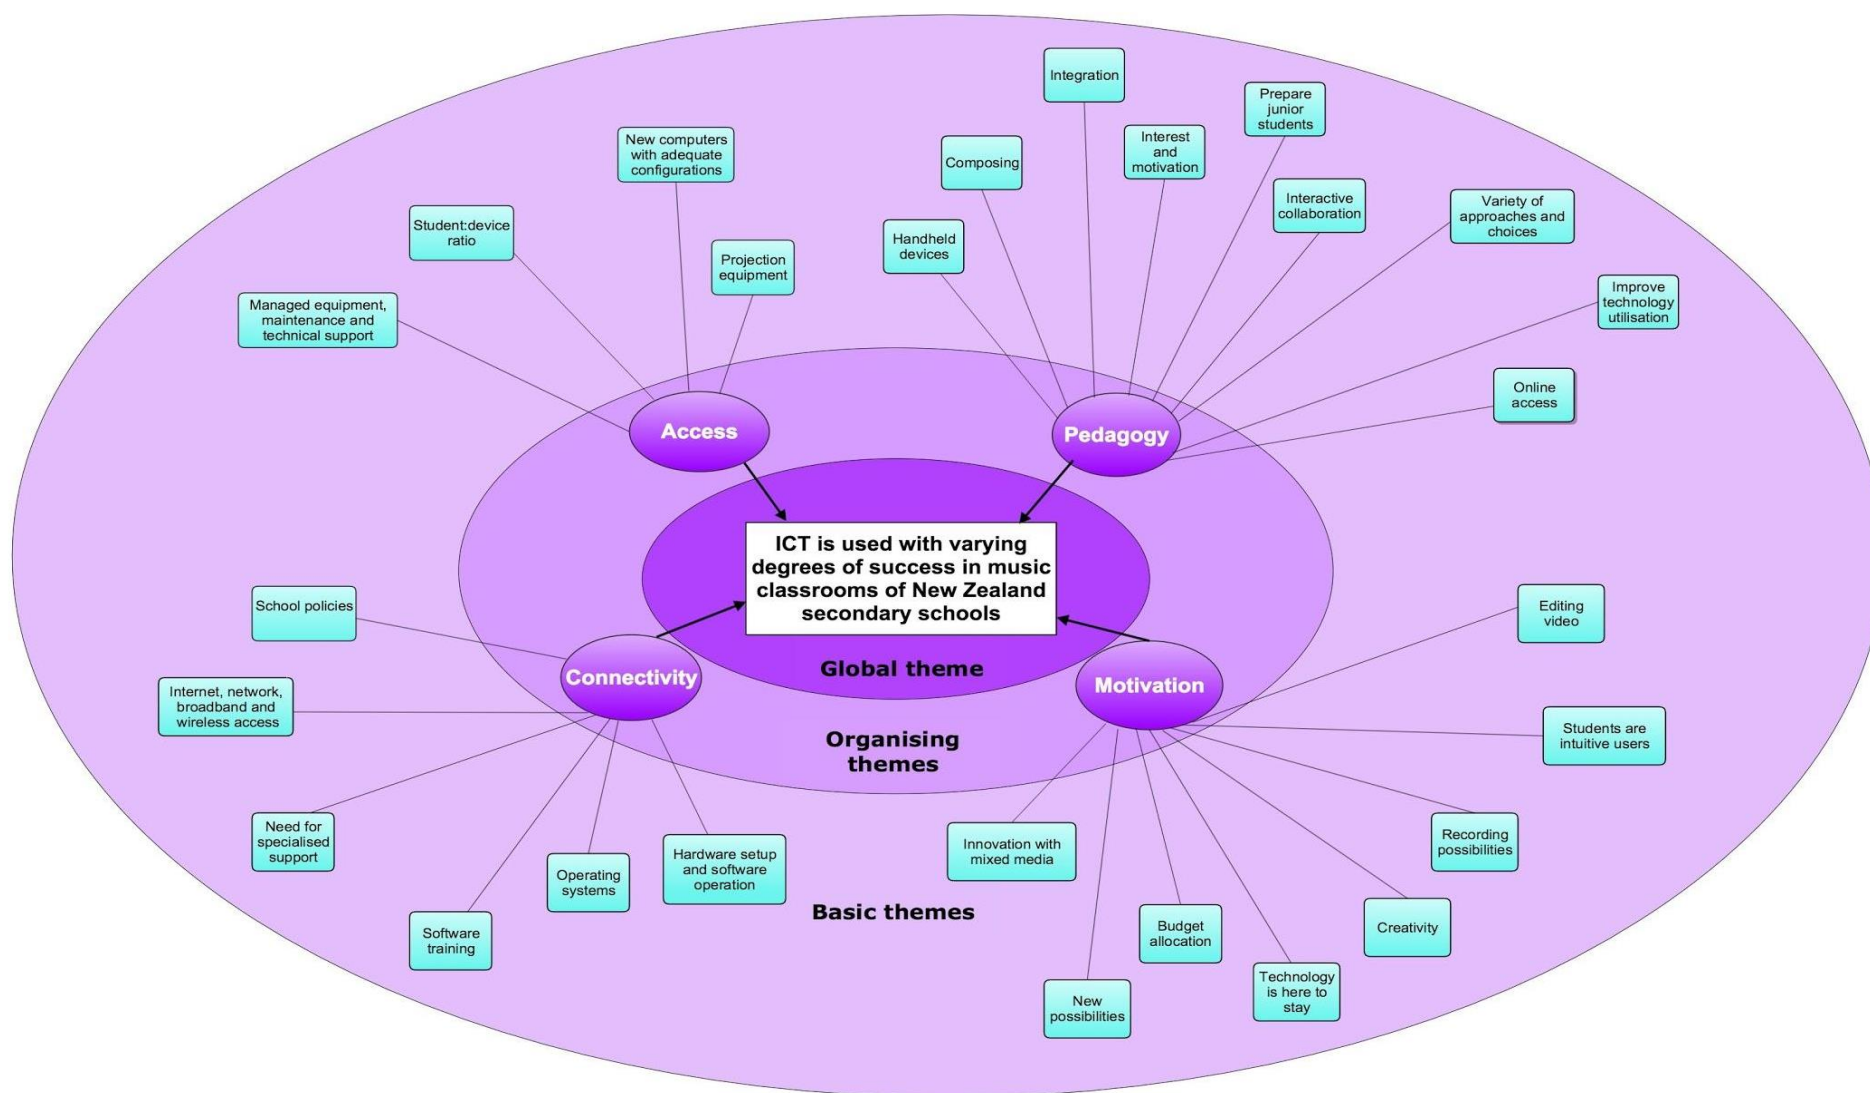 Integration
Prepare
junior
students
New computers
with adequate
configurations
Composing
Interest
and
motivation
Student:device
ratio
Interactive
collaboration
Variety of
approaches and
choices
Handheld
devices
Projection
equipment
Managed equipment,
maintenance and
technical support
Improve
technology
utilisation
Online
access
Access
Pedagogy
ICT is used with varying
degrees of success in music
classrooms of New Zealand
secondary schools
School policies
Editing
video
Global theme
Connectivity
Motivation
Internet, network,
broadband and
wireless access
Organising
themes
Students are
intuitive users
Need for
specialised
support
Operating
systems
Hardware setup
and software
operation
Innovation with
mixed media
Recording
possibilities
Basic themes
Software
training
Budget
allocation
Creativity
New
possibilities
Technology
is here to
stay